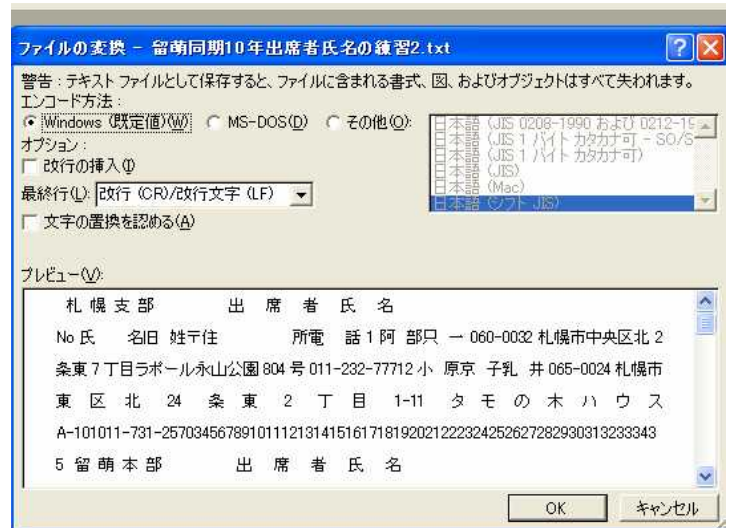 ファイルの変換 - 留萌同期10年出席者氏名の練習2.txt
警告：テキスト ファイルとして保存すると、ファイルに含まれる書式、図、およびオブジェクトはすべて失われます。
エンコード方法：
Windows (既定値)(W) MS-DOS(D) その他(O):
日本語 (JIS 0208-1990 および 0212-19
日本語 (JIS 1 バイト カタカナ可 - SO/S
日本語 (JIS 1 バイト カタカナ可)
日本語 (JIS)
日本語 (Mac)
日本語 (シフト JIS)
オプション：
改行の挿入(I)
最終行(L): 改行 (CR)/改行文字 (LF)
文字の置換を認める(A)
プレビュー(V):
札 幌 支 部 出 席 者 氏 名
No 氏 名旧 姓〒住 所電 話 1 阿 部只 一 060-0032 札幌市中央区北 2
条東 7 丁目ラポール永山公園 804 号 011-232-77712 小 原京 子乳 井 065-0024 札幌市
東 区 北 24 条 東 2 丁 目 1-11 タ モ の 木 ハ ウ ス
A-101011-731-25703456789101112131415161718192021222324252627282930313233343
5 留 萌 本 部 出 席 者 氏 名
OK キャンセル